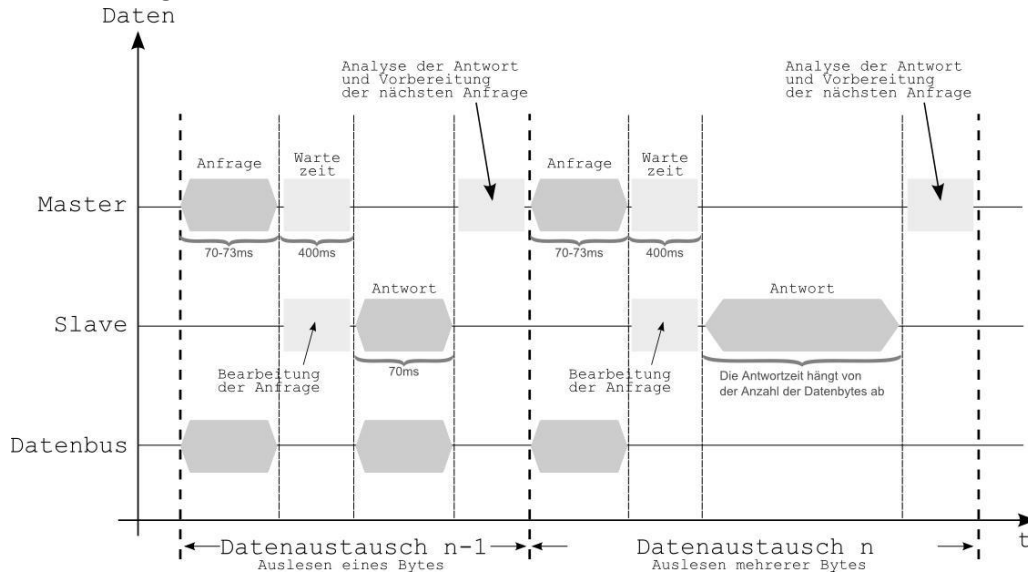 Daten
Analyse der Antwort
und Vorbereitung
der nächsten Anfrage
Analyse der Antwort
und Vorbereitung
der nächsten Anfrage
Anfrage
Warte
zeit
Anfrage
Warte
zeit
Master
70-73ms
400ms
70-73ms
400ms
Antwort
Antwort
Slave
Bearbeitung
der Anfrage
70ms
Bearbeitung
der Anfrage
Die Antwortzeit hängt von
der Anzahl der Datenbytes ab
Datenbus
t
Datenaustausch n-1
Auslesen eines Bytes
Datenaustausch n
Auslesen mehrerer Bytes